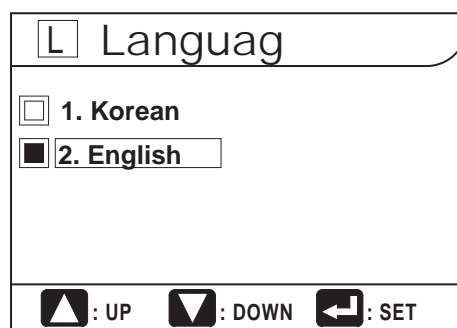 L Languag
1. Korean
2. English
: UP : DOWN : SET